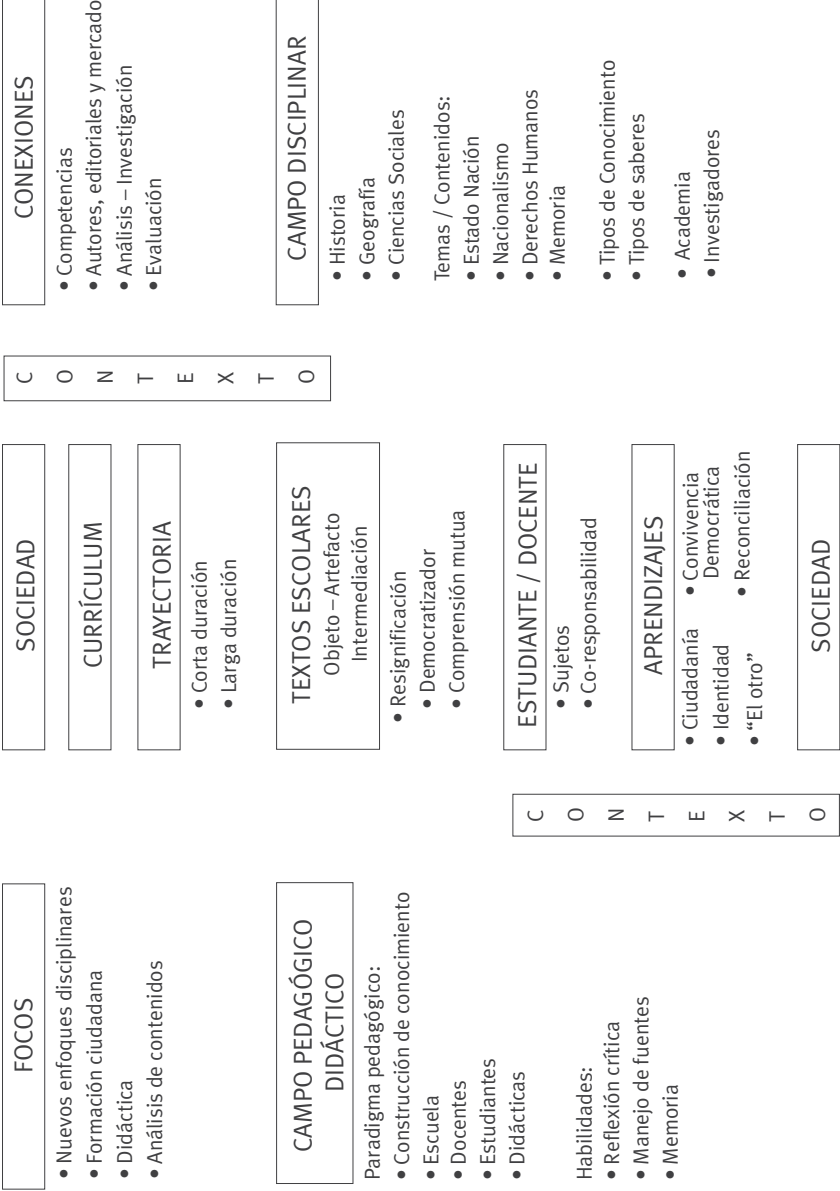 FOCOS
• Nuevos enfoques disciplinares
• Formación ciudadana
• Didáctica
• Análisis de contenidos
CAMPO PEDAGÓGICO
DIDÁCTICO
Paradigma pedagógico:
• Construcción de conocimiento
• Escuela
• Docentes
• Estudiantes
• Didácticas
Habilidades:
• Reflexión crítica
• Manejo de fuentes
• Memoria
C
O
N
T
E
X
T
O
SOCIEDAD
CURRÍCULUM
TRAYECTORIA
• Corta duración
• Larga duración
TEXTOS ESCOLARES
Objeto – Artefacto
Intermediación
• Resignificación
• Democratizador
• Comprensión mutua
ESTUDIANTE / DOCENTE
• Sujetos
• Co-responsabilidad
APRENDIZAJES
• Ciudadanía
• Identidad
• “El otro”
• Convivencia
Democrática
• Reconciliación
SOCIEDAD
C
O
N
T
E
X
T
O
CONEXIONES
• Competencias
• Autores, editoriales y mercado
• Análisis – Investigación
• Evaluación
CAMPO DISCIPLINAR
• Historia
• Geografía
• Ciencias Sociales
Temas / Contenidos:
• Estado Nación
• Nacionalismo
• Derechos Humanos
• Memoria
• Tipos de Conocimiento
• Tipos de saberes
• Academia
• Investigadores